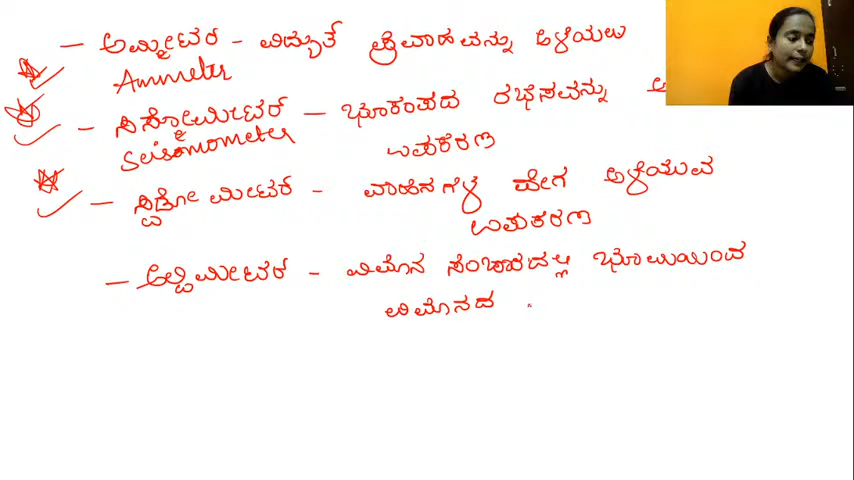 - ಅಮ್ಮೀಟರ - ವಿದ್ಯುತ್ ಪ್ರವಾಹವನ್ನು ಅಳೆಯಲು
Ammeter
- ಸಿಸ್ಮೋಮೀಟರ್ - ಭೂಕಂಪದ ರಭಸವನ್ನು ಅ
Seismometer ಉಪಕರಣ
- ಸ್ಪಿಡೋಮೀಟರ್ - ವಾಹನಗಳ ವೇಗ ಅಳೆಯುವ
ಉಪಕರಣ
- ಅಲ್ಟಿಮೀಟರ್ - ವಿಮಾನ ಸಂಚಾರದಲ್ಲಿ ಭೂಮಿಯಿಂದ
ವಿಮಾನದ